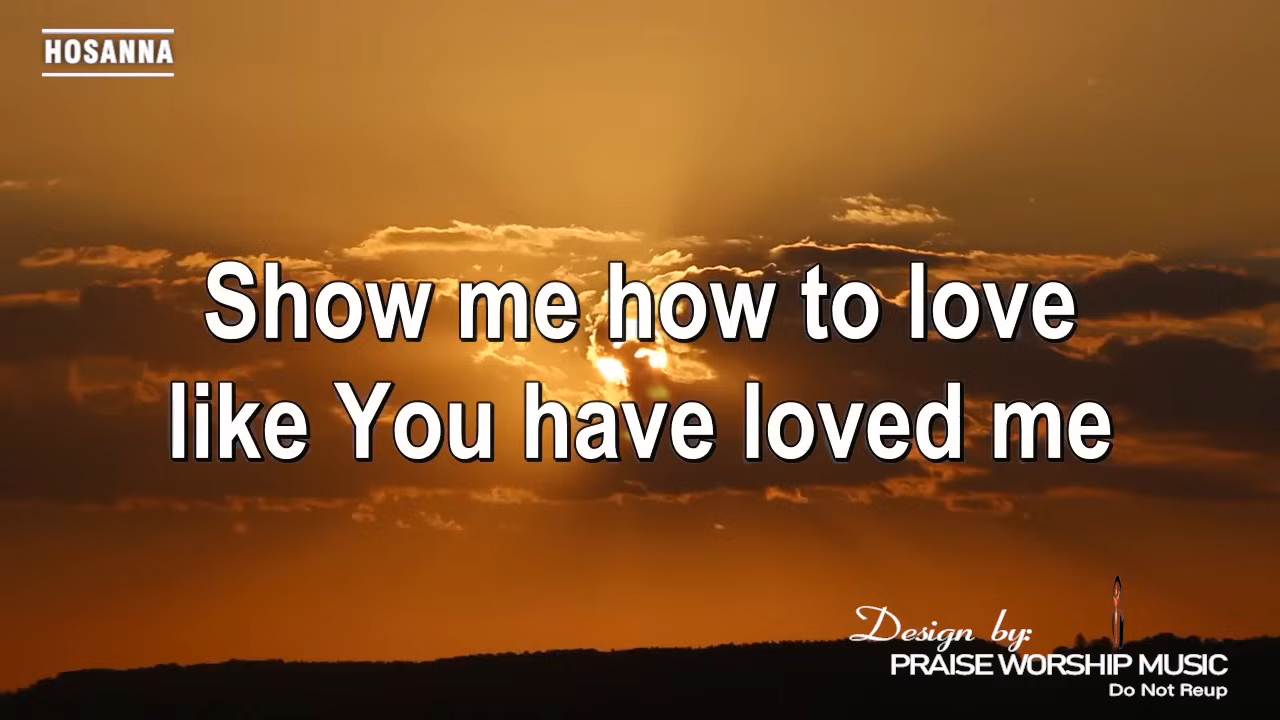 HOSANNA
Show me how to love
like You have loved me
Design by:
PRAISE WORSHIP MUSIC
Do Not Reup